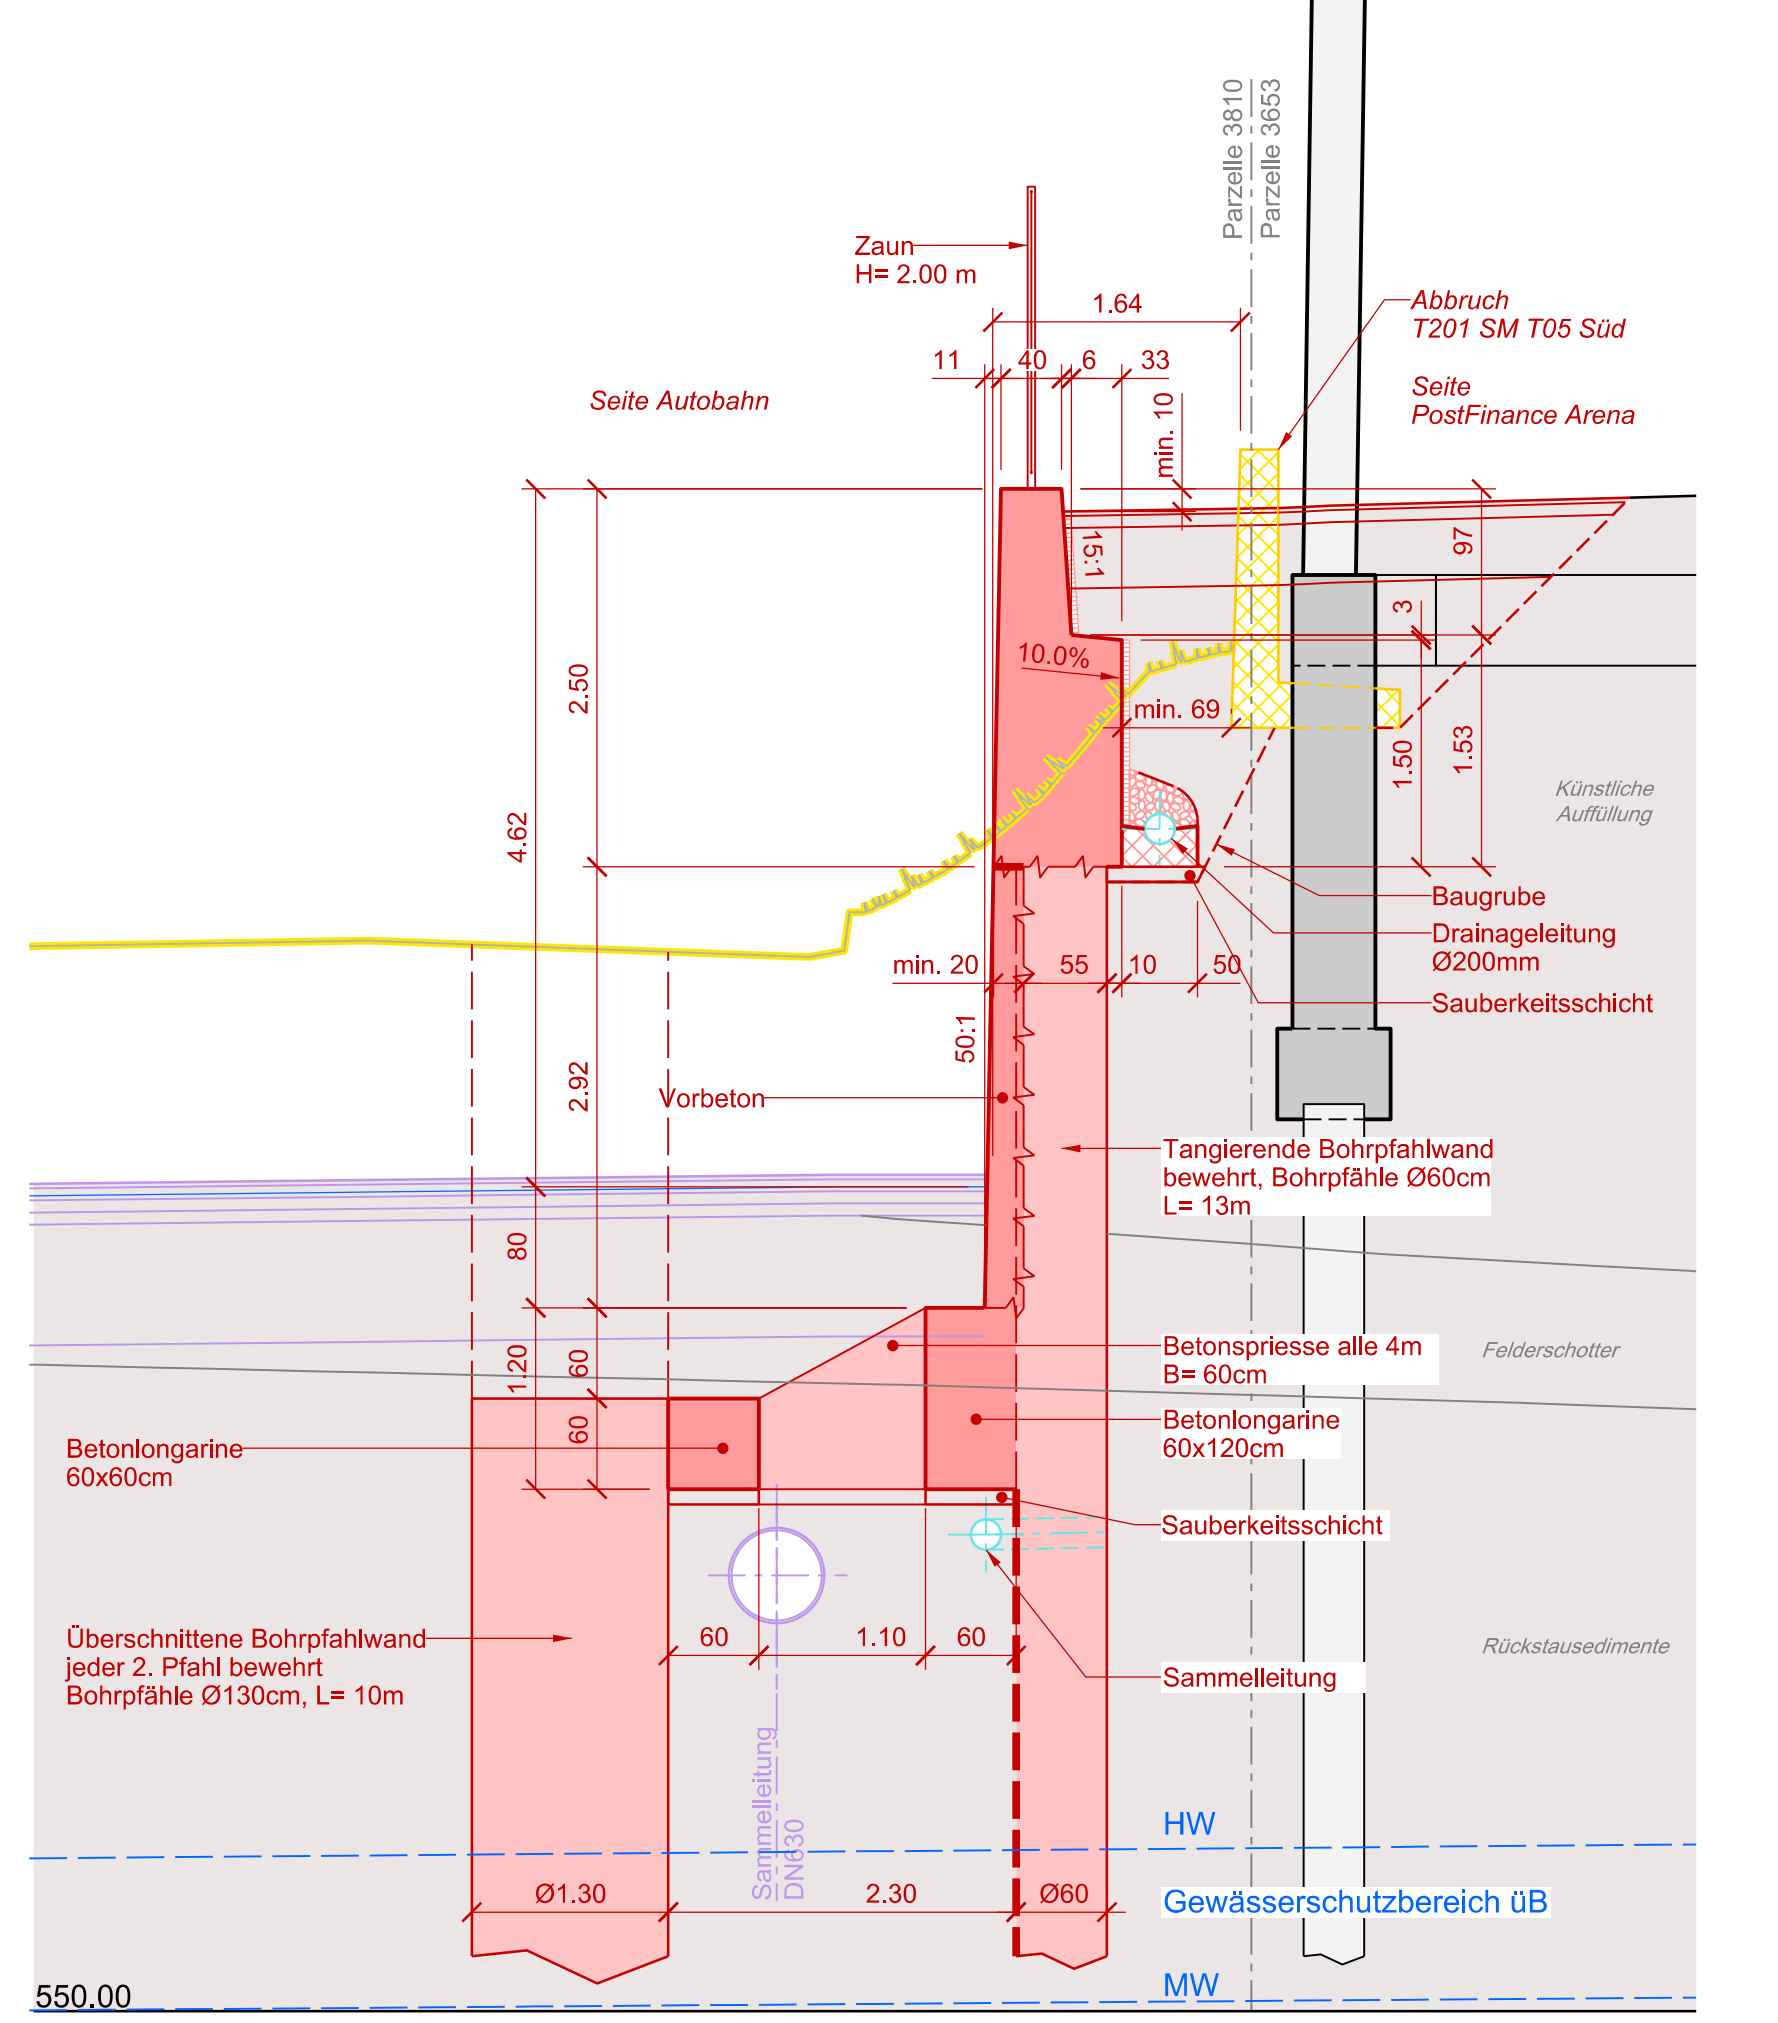 Parzelle 3810
Parzelle 3653
Zaun
H= 2.00 m
1.64
Abbruch
T201 SM T05 Süd
11
40
6
33
Seite Autobahn
Seite
PostFinance Arena
min. 10
15:1
97
3
10.0%
2.50
min. 69
1.50
1.53
Künstliche
Auffüllung
4.62
Baugrube
Drainageleitung
Ø200mm
min. 20
55
10
50
Sauberkeitsschicht
50:1
2.92
Vorbeton
Tangierende Bohrpfahlwand
bewehrt, Bohrpfähle Ø60cm
L= 13m
80
1.20
60
Betonspriesse alle 4m
B= 60cm
Felderschotter
60
Betonlongarine
60x120cm
Betonlongarine
60x60cm
Sauberkeitsschicht
Überschnittene Bohrpfahlwand
jeder 2. Pfahl bewehrt
Bohrpfähle Ø130cm, L= 10m
60
1.10
60
Rückstausedimente
Sammelleitung
Sammelleitung
DN630
HW
Ø1.30
2.30
Ø60
Gewässerschutzbereich üB
MW
550.00